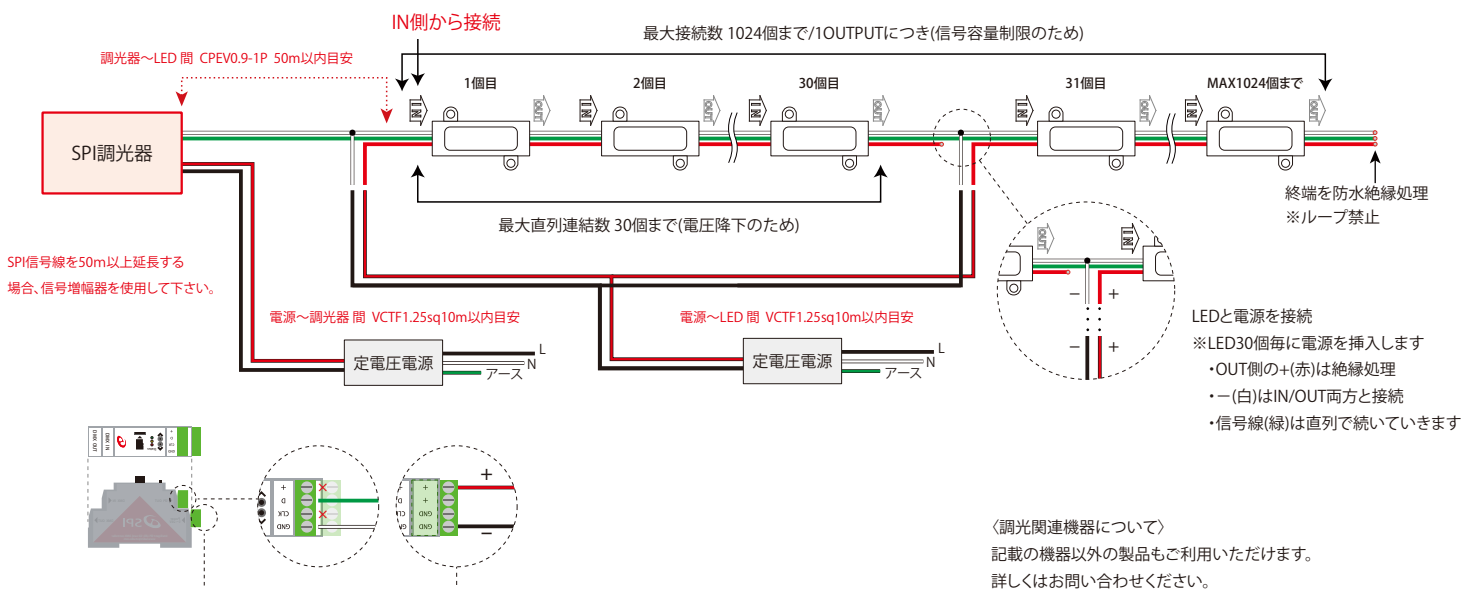 IN側から接続
最大接続数 1024個まで/1OUTPUTにつき(信号容量制限のため)
調光器～LED 間 CPEV0.9-1P 50m以内目安
1個目
2個目
30個目
31個目
MAX1024個まで
IN
OUT
IN
OUT
IN
OUT
IN
OUT
IN
OUT
SPI調光器
最大直列連結数 30個まで(電圧降下のため)
終端を防水絶縁処理
※ループ禁止
SPI信号線を50m以上延長する
場合、信号増幅器を使用して下さい。
OUT
IN
－ ＋
－ ＋
電源～調光器 間 VCTF1.25sq10m以内目安
定電圧電源
L
N
アース
電源～LED 間 VCTF1.25sq10m以内目安
定電圧電源
L
N
アース
LEDと電源を接続
※LED30個毎に電源を挿入します
・OUT側の+(赤)は絶縁処理
・－(白)はIN/OUT両方と接続
・信号線(緑)は直列で続いていきます
DMX OUT
DMX IN
SPI
+
D
CLK
GND
+
+
GND
GND
+
－
〈調光関連機器について〉
記載の機器以外の製品もご利用いただけます。
詳しくはお問い合わせください。